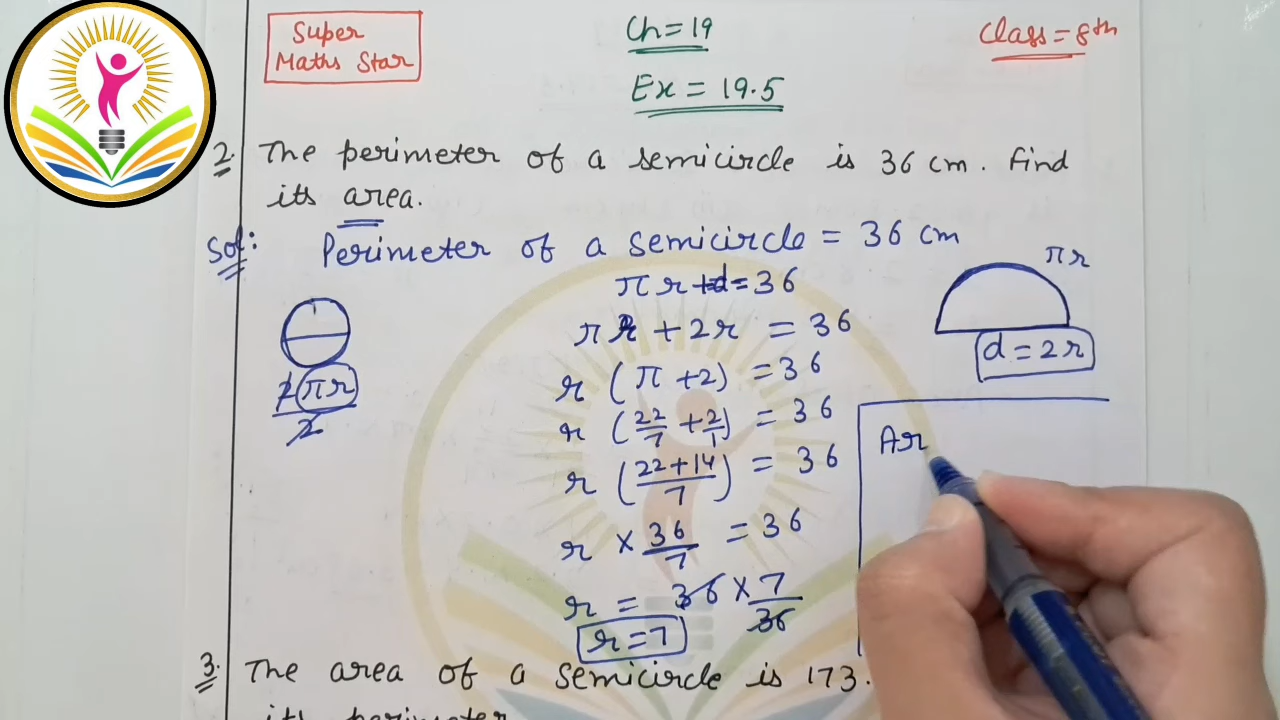 Super
Maths Star
Ch = 19
Class = 8th
Ex = 19.5
2. The perimeter of a semicircle is 36 cm. Find
its area.
Sol: Perimeter of a semicircle = 36 cm
πr + d = 36
πr + 2r = 36
r (π + 2) = 36
r (22/7 + 2/1) = 36
r (22+14/7) = 36
r × 36/7 = 36
r = 36 × 7/36
r = 7
2πr/2
πr
d = 2r
Ar
3. The area of a semicircle is 173.
its perimeter